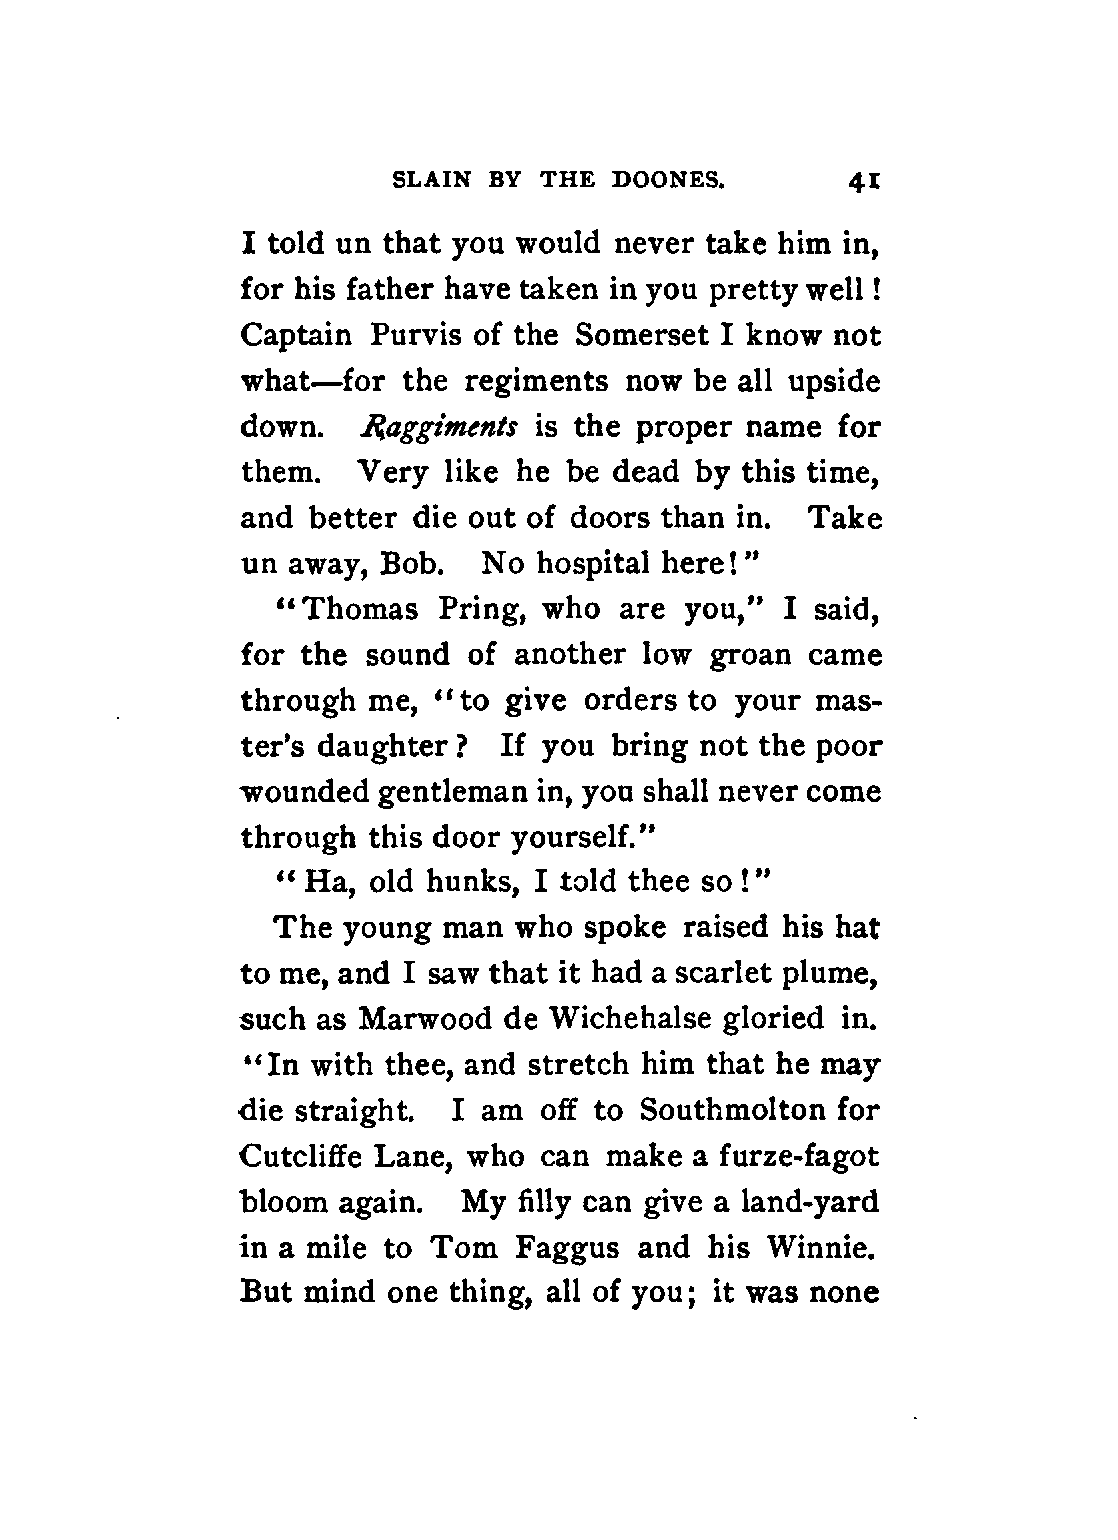 SLAIN BY THE DOONES. 41
I told un that you would never take him in,
for his father have taken in you pretty well!
Captain Purvis of the Somerset I know not
what—for the regiments now be all upside
down. Raggiments is the proper name for
them. Very like he be dead by this time,
and better die out of doors than in. Take
un away, Bob. No hospital here!"
"Thomas Pring, who are you," I said,
for the sound of another low groan came
through me, "to give orders to your mas-
ter's daughter? If you bring not the poor
wounded gentleman in, you shall never come
through this door yourself."
"Ha, old hunks, I told thee so!"
The young man who spoke raised his hat
to me, and I saw that it had a scarlet plume,
such as Marwood de Wichehalse gloried in.
"In with thee, and stretch him that he may
die straight. I am off to Southmolton for
Cutcliffe Lane, who can make a furze-fagot
bloom again. My filly can give a land-yard
in a mile to Tom Faggus and his Winnie.
But mind one thing, all of you; it was none